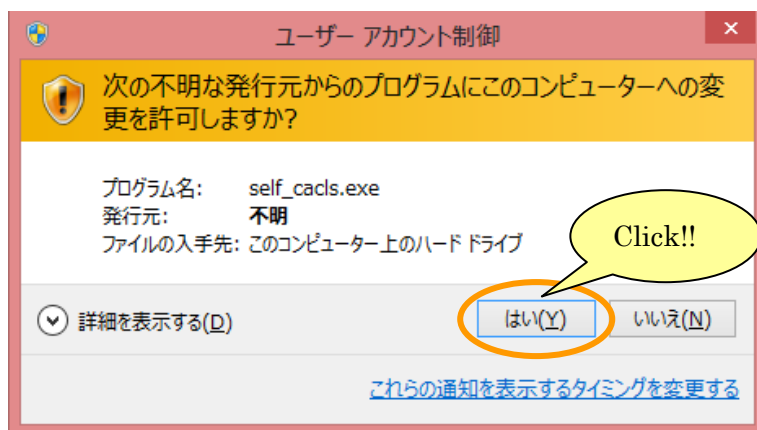 ユーザー アカウント制御
次の不明な発行元からのプログラムにこのコンピューターへの変
更を許可しますか?
プログラム名: self_cacls.exe
発行元: 不明
ファイルの入手先: このコンピューター上のハード ドライブ
Click!!
詳細を表示する(D)
はい(Y) いいえ(N)
これらの通知を表示するタイミングを変更する